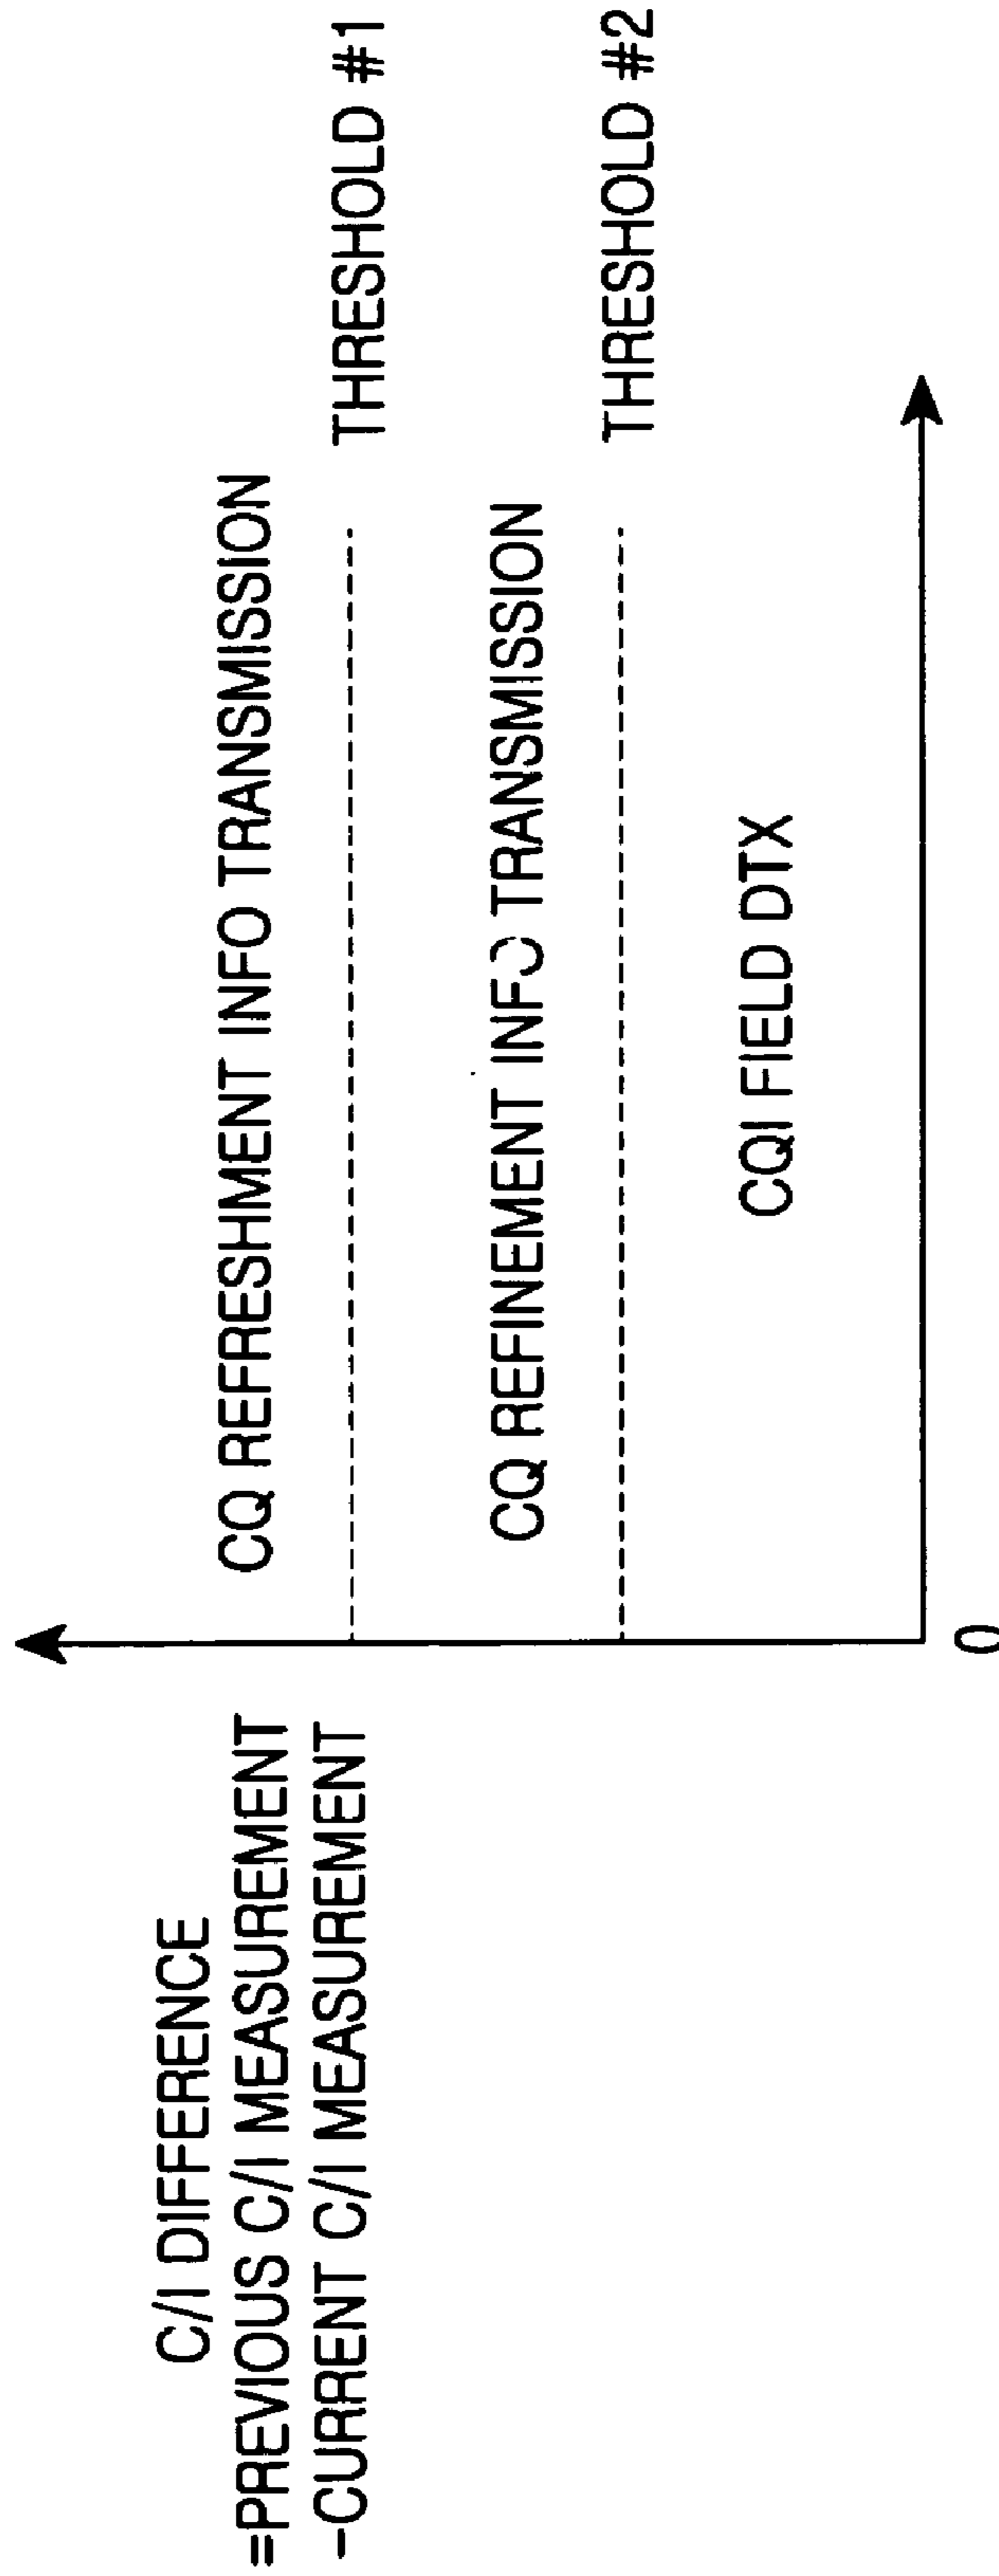 C/I DIFFERENCE
=PREVIOUS C/I MEASUREMENT
-CURRENT C/I MEASUREMENT
CQ REFRESHMENT INFO TRANSMISSION
THRESHOLD #1
CQ REFINEMENT INFO TRANSMISSION
THRESHOLD #2
CQI FIELD DTX
0